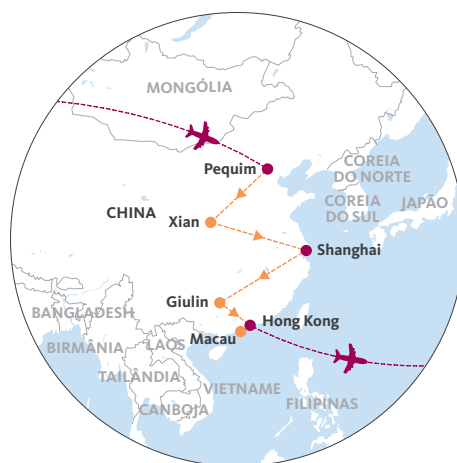 MONGÓLIA
Pequim
COREIA
DO NORTE
COREIA
DO SUL
JAPÃO
CHINA
Xian
Shanghai
Giulin
Hong Kong
Macau
BANGLADESH
BIRMÂNIA
LAOS
TAILÂNDIA
VIETNAME
CANBOJA
FILIPINAS